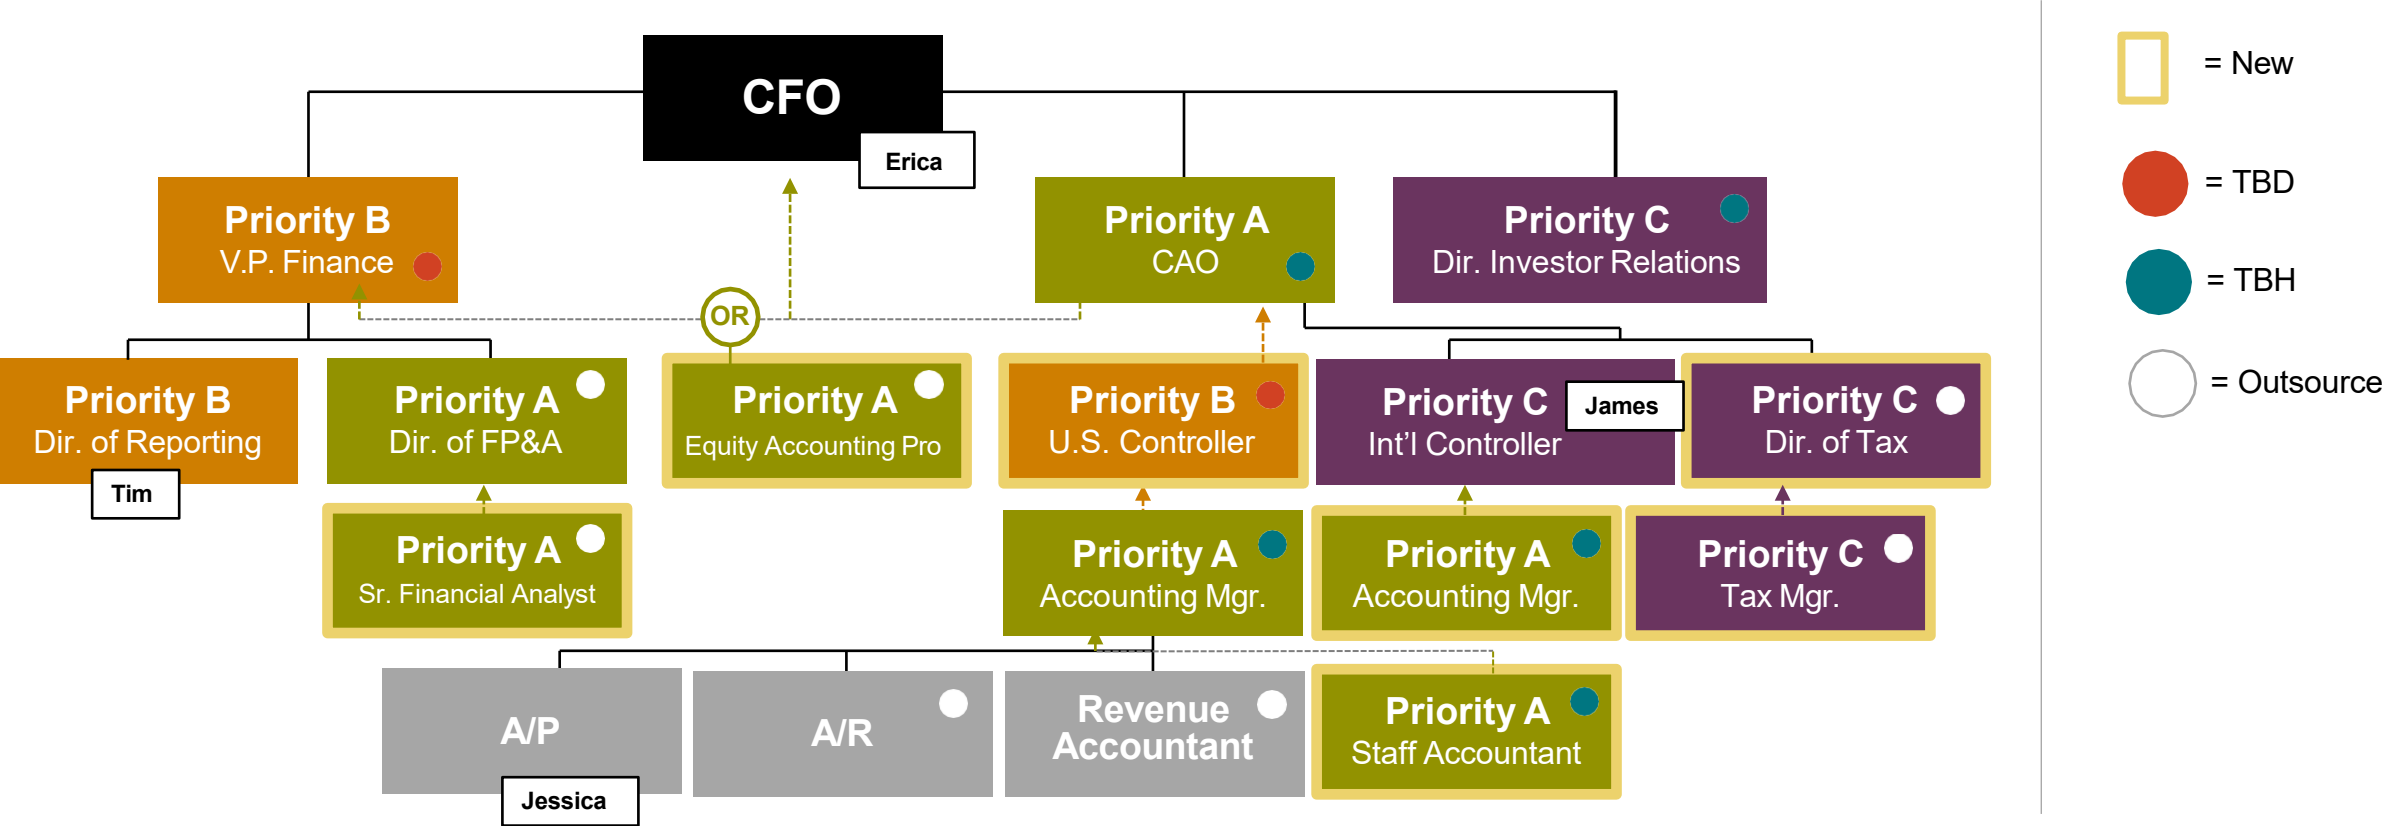 CFO
Erica
Priority B
V.P. Finance
Priority A
CAO
Priority C
Dir. Investor Relations
OR
Priority B
Dir. of Reporting
Tim
Priority A
Dir. of FP&A
Priority A
Equity Accounting Pro
Priority B
U.S. Controller
Priority C
Int’l Controller
James
Priority C
Dir. of Tax
Priority A
Sr. Financial Analyst
Priority A
Accounting Mgr.
Priority A
Accounting Mgr.
Priority C
Tax Mgr.
A/P
Jessica
A/R
Revenue
Accountant
Priority A
Staff Accountant
= New
= TBD
= TBH
= Outsource